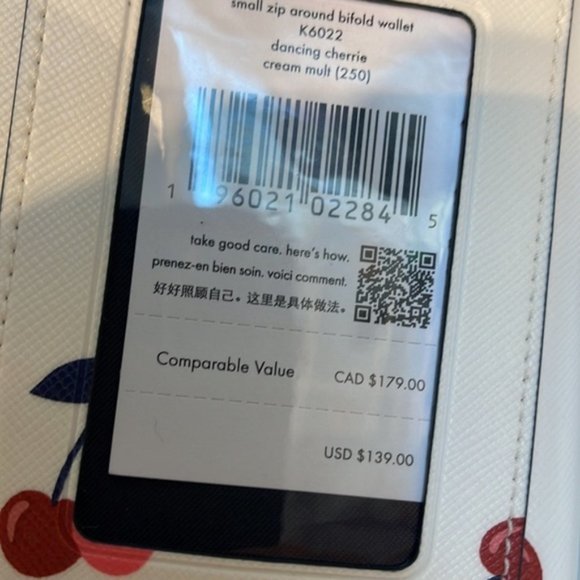 small zip around bifold wallet
K6022
dancing cherrie
cream mult (250)
1 96021 02284 5
take good care. here's how.
prenez-en bien soin. voici comment.
好好照顾自己。这里是具体做法。
Comparable Value CAD $179.00
USD $139.00